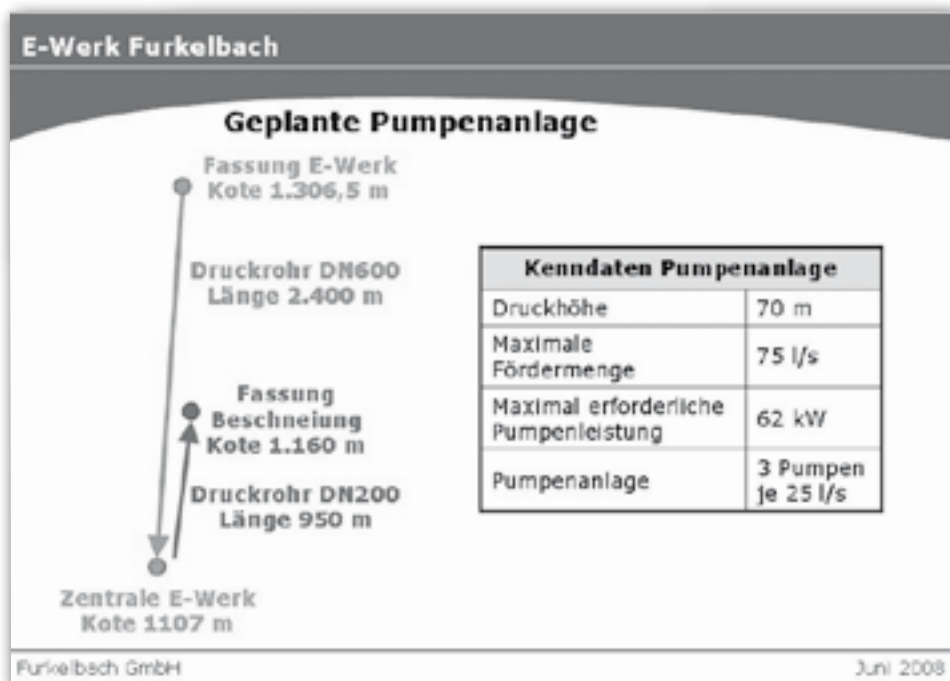 E-Werk Furkelbach
Geplante Pumpenanlage
Fassung E-Werk
Kote 1.306,5 m
Druckrohr DN600
Länge 2.400 m
Fassung
Beschneiung
Kote 1.160 m
Druckrohr DN200
Länge 950 m
Zentrale E-Werk
Kote 1107 m
Kenndaten Pumpenanlage
Druckhöhe 70 m
Maximale
Fördermenge 75 l/s
Maximal erforderliche
Pumpenleistung 62 kW
Pumpenanlage 3 Pumpen
je 25 l/s
Furkelbach GmbH
Juni 2008